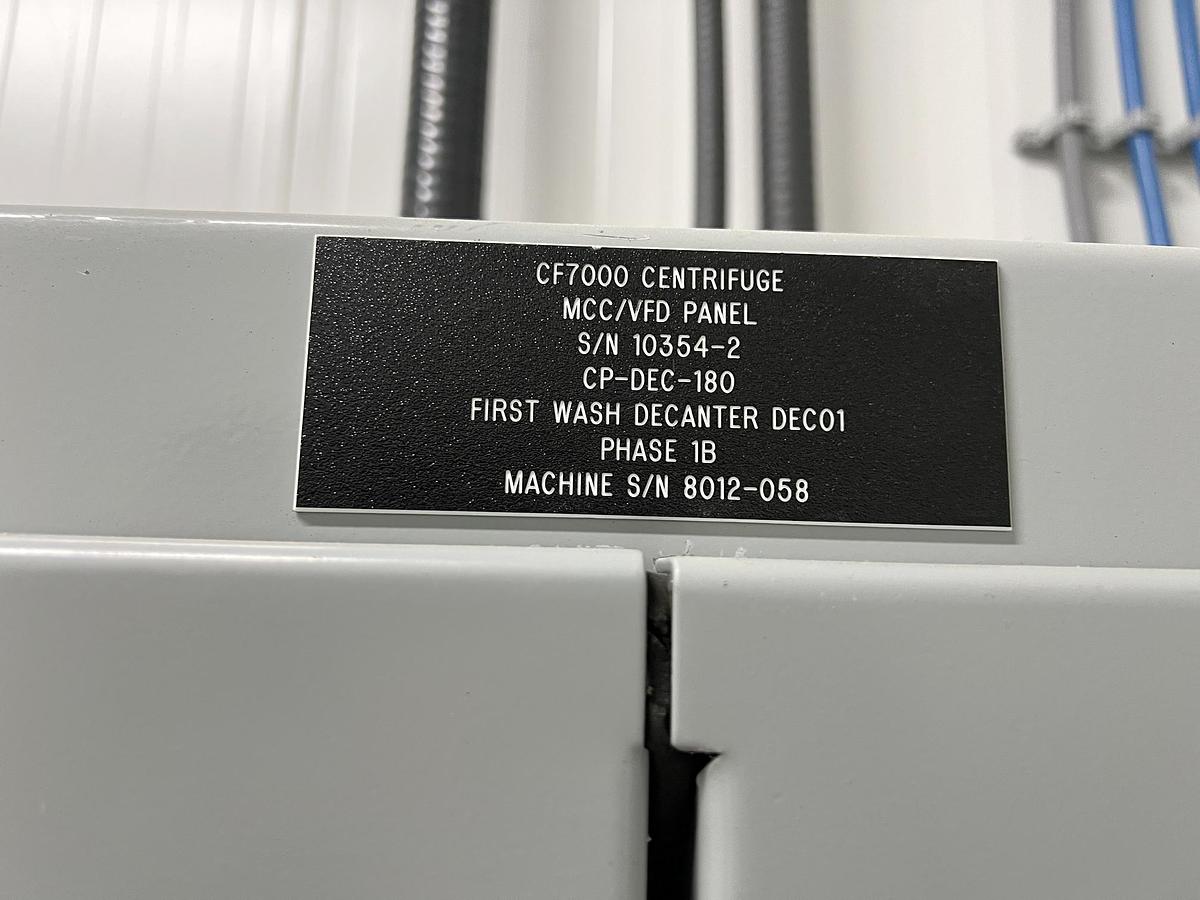 CF7000 CENTRIFUGE
MCC/VFD PANEL
S/N 10354-2
CP-DEC-180
FIRST WASH DECANTER DEC01
PHASE 1B
MACHINE S/N 8012-058